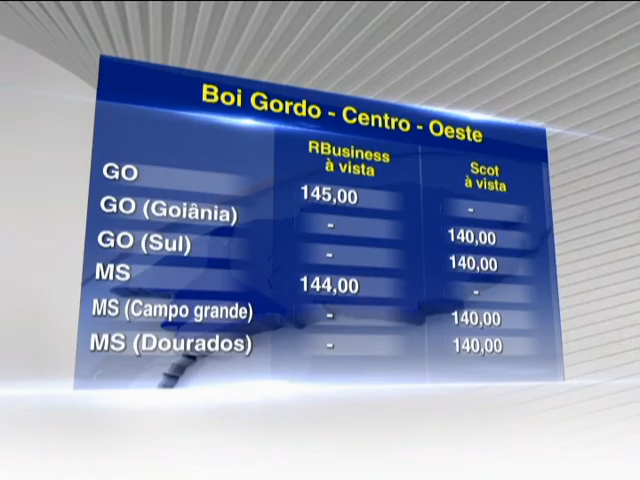 Boi Gordo - Centro - Oeste
RBusiness
à vista
Scot
à vista
GO 145,00 -
GO (Goiânia) - 140,00
GO (Sul) - 140,00
MS 144,00 -
MS (Campo grande) - 140,00
MS (Dourados) - 140,00